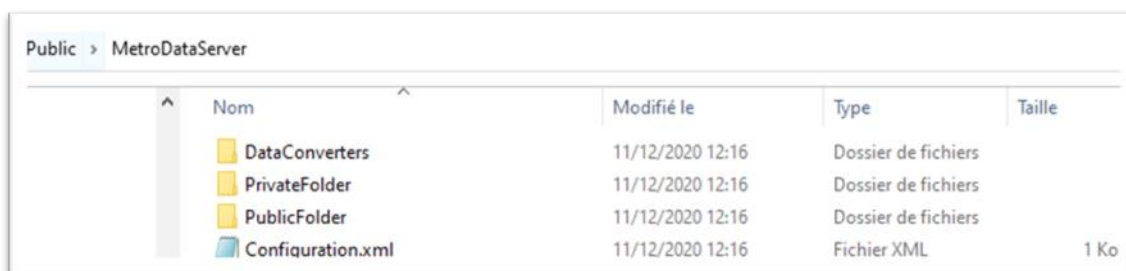 Public > MetroDataServer
Nom Modifié le Type Taille
DataConverters 11/12/2020 12:16 Dossier de fichiers
PrivateFolder 11/12/2020 12:16 Dossier de fichiers
PublicFolder 11/12/2020 12:16 Dossier de fichiers
Configuration.xml 11/12/2020 12:16 Fichier XML 1 Ko